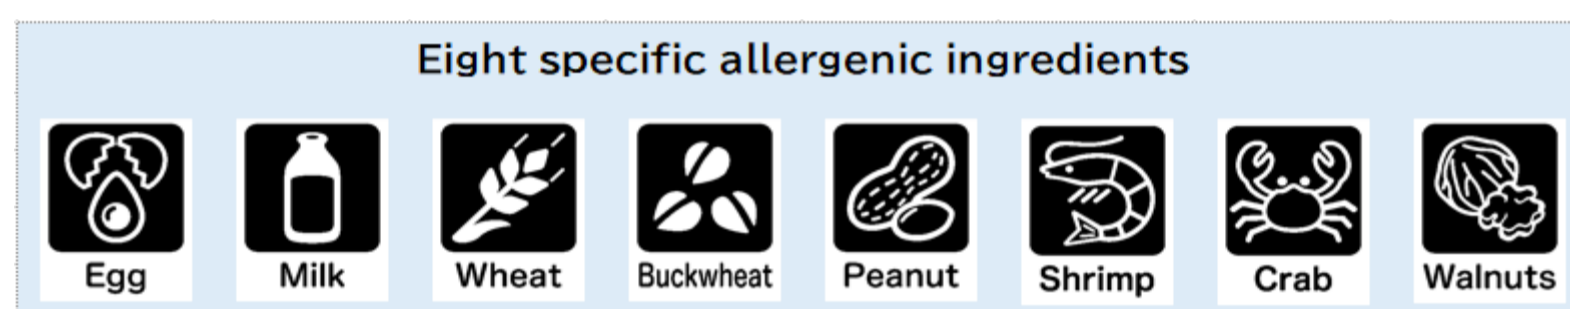 Eight specific allergenic ingredients
Egg Milk Wheat Buckwheat Peanut Shrimp Crab Walnuts